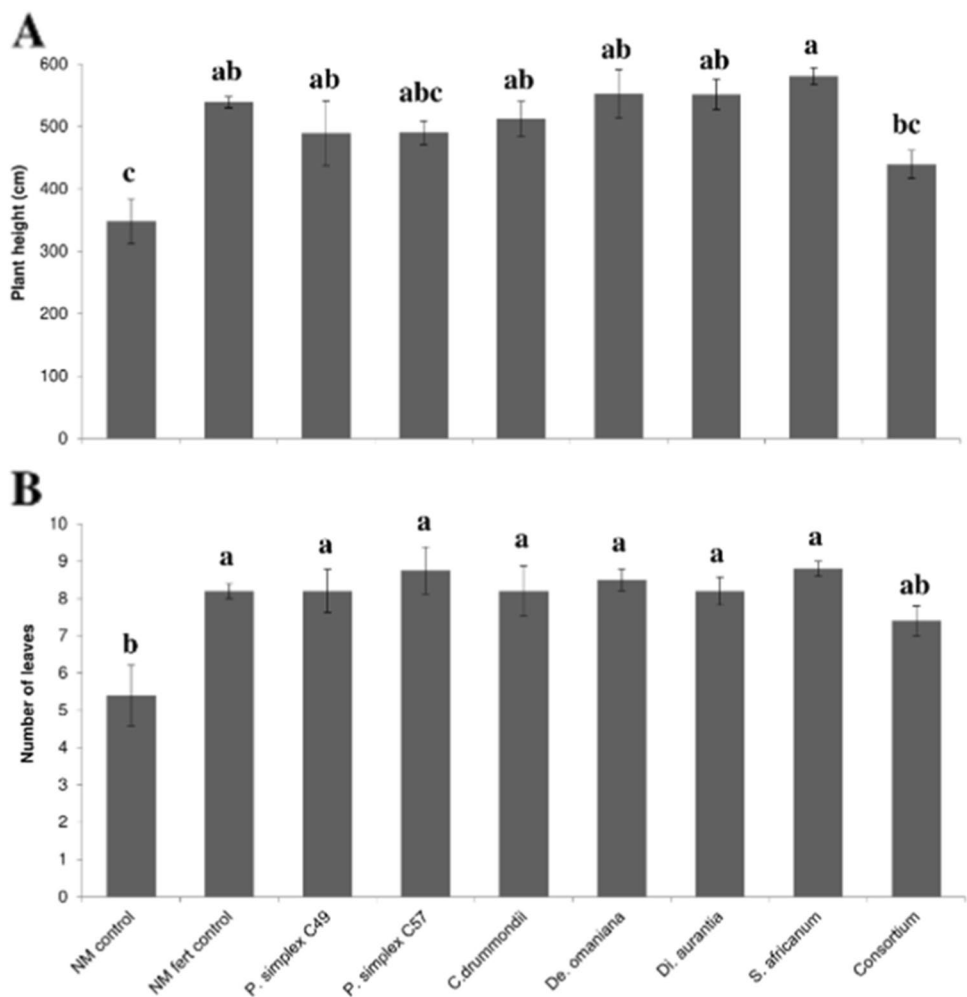 A
600
500
400
300
200
100
0
Plant height (cm)
c
ab
ab
abc
ab
ab
ab
a
bc
B
10
9
8
7
6
5
4
3
2
1
0
Number of leaves
b
a
a
a
a
a
a
a
ab
NM control
NM fert control
P. simplex C49
P. simplex C57
C.drummondii
De. omaniana
Di. aurantia
S. africanum
Consortium